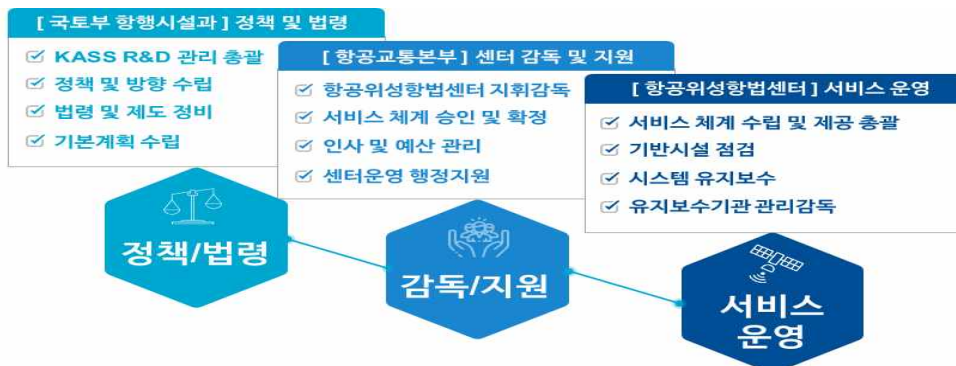 [ 국토부 항행시설과 ] 정책 및 법령
KASS R&D 관리 총괄
정책 및 방향 수립
법령 및 제도 정비
기본계획 수립
정책/법령
[ 항공교통본부 ] 센터 감독 및 지원
항공위성항법센터 지휘감독
서비스 체계 승인 및 확정
인사 및 예산 관리
센터운영 행정지원
감독/지원
[ 항공위성항법센터 ] 서비스 운영
서비스 체계 수립 및 제공 총괄
기반시설 점검
시스템 유지보수
유지보수기관 관리감독
서비스
운영